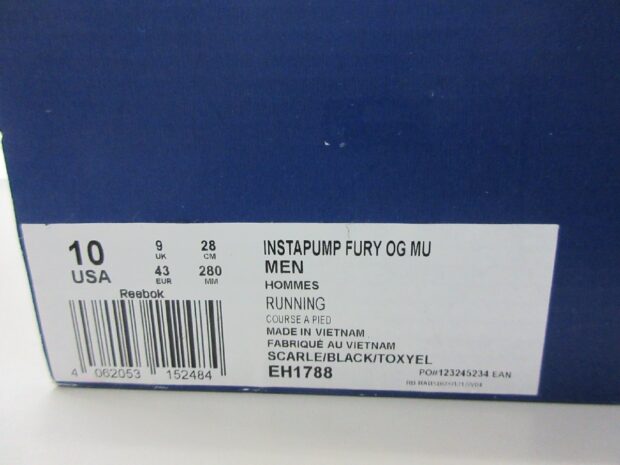 10
USA
9
UK
28
CM
43
EUR
280
MM
Reebok
4 062053 152484
INSTAPUMP FURY OG MU
MEN
HOMMES
RUNNING
COURSE A PIED
MADE IN VIETNAM
FABRIQUÉ AU VIETNAM
SCARLE/BLACK/TOXYEL
EH1788
PO#123245234 EAN